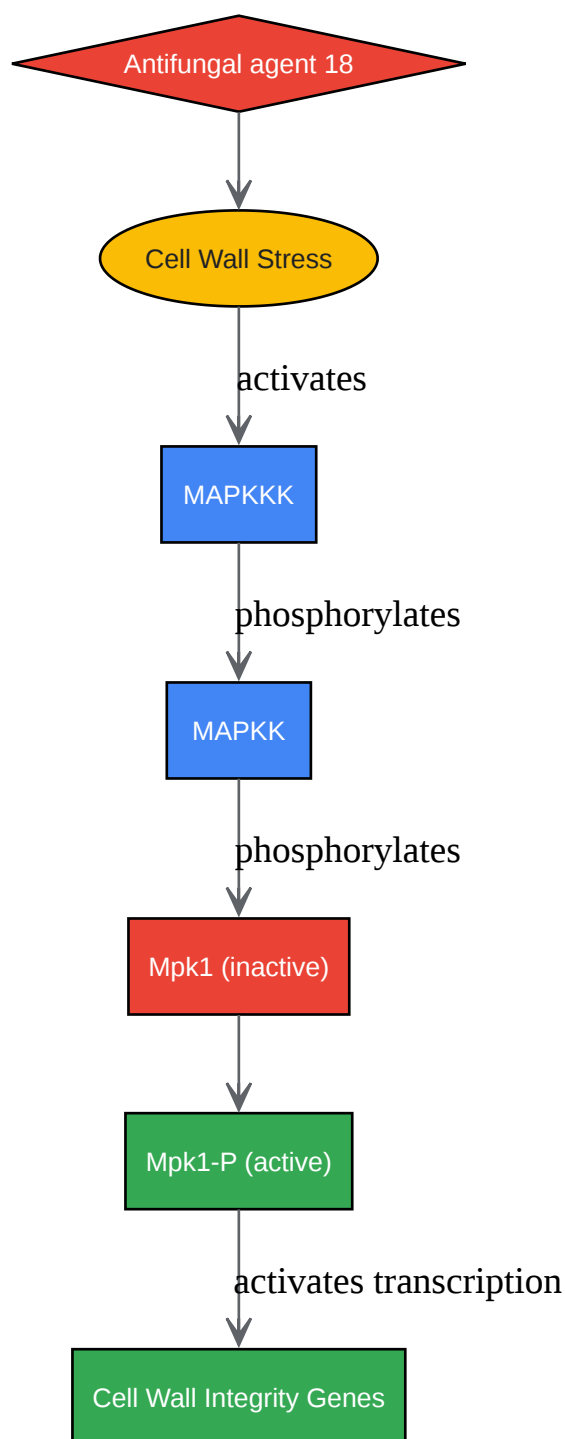 Antifungal agent 18
Cell Wall Stress
activates
MAPKKK
phosphorylates
MAPKK
phosphorylates
Mpk1 (inactive)
Mpk1-P (active)
activates transcription
Cell Wall Integrity Genes